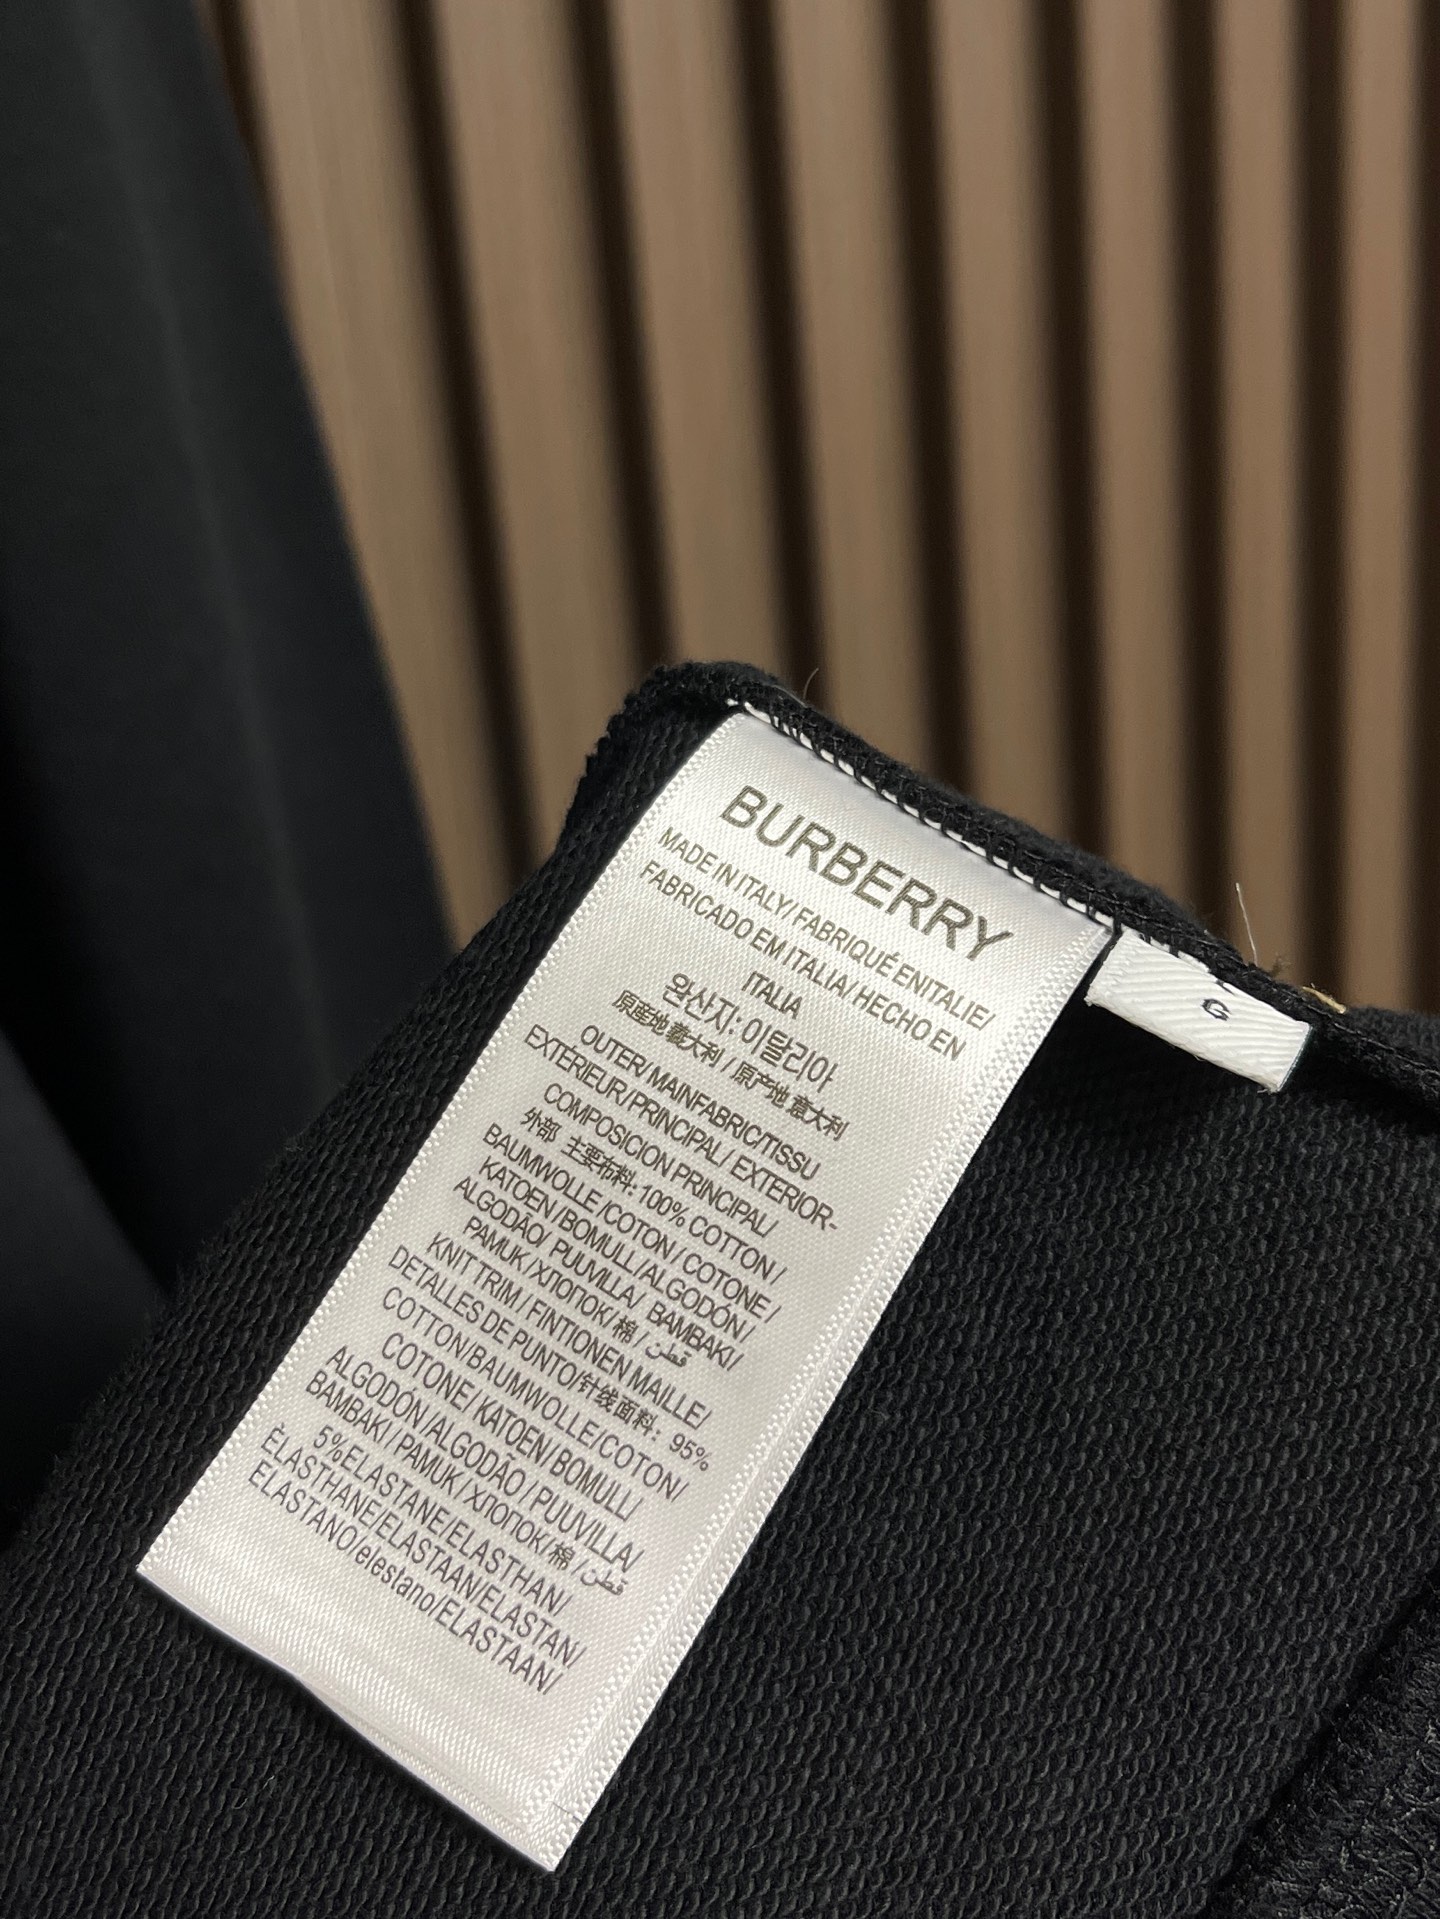 BURBERRY
MADE IN ITALY/ FABRIQUÉ ENITALIE/
FABRICADO EM ITALIA/ HECHO EN
ITALIA
왕산지: 이탈리아
原産地 意大利 / 原产地 意大利
OUTER/ MAINFABRIC/TISSU
EXTERIEUR/PRINCIPAL/ EXTERIOR-
COMPOSICION PRINCIPAL/
外部 主要布料: 100% COTTON /
BAUMWOLLE /COTON / COTONE /
KATOEN /BOMULL/ALGODÓN /
ALGODÃO/ PUUVILLA/ BAMBAKI/
PAMUK / ХЛОПОК/ 棉 / قطن
KNIT TRIM / FINTIONEN MAILLE/
DETALLES DE PUNTO/针线面料: 95%
COTTON/BAUMWOLLE/COTON/
COTONE/ KATOEN/ BOMULL/
ALGODÓN /ALGODÃO / PUUVILLA/
BAMBAKI / PAMUK / ХЛОПОК/ 棉 / قطن
5%ELASTANE/ELASTHAN/
ÉLASTHANE/ELASTAAN/ELASTAN/
ELASTANO/elestano/ELASTAAN/
G